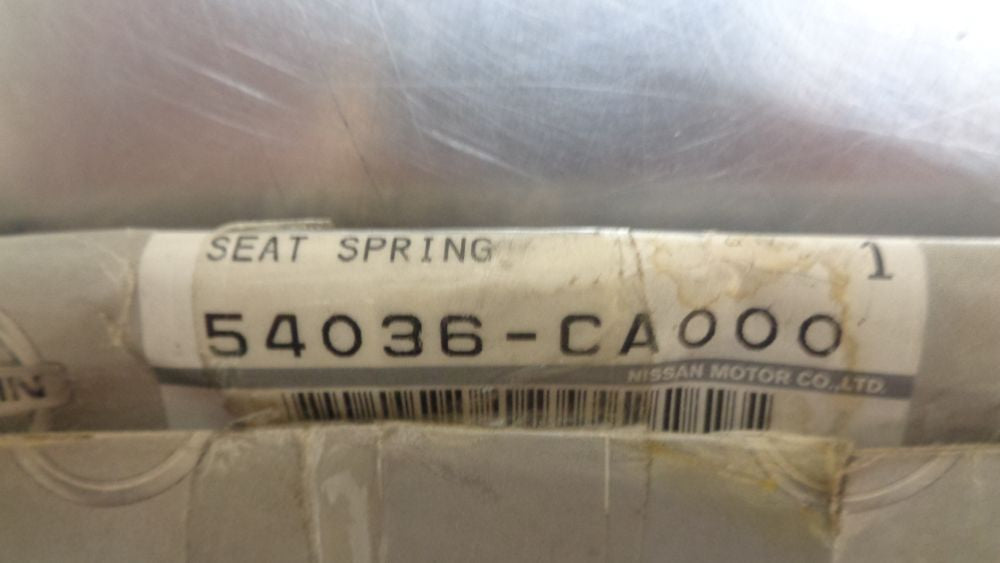 SEAT SPRING
1
54036-CA000
NISSAN MOTOR CO.,LTD.